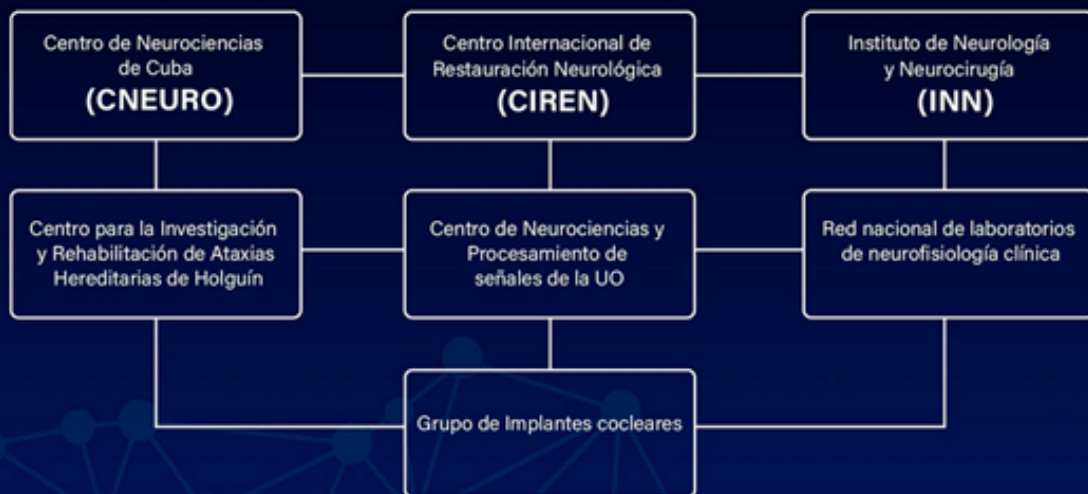 Centro de Neurociencias
de Cuba
(CNEURO)
Centro Internacional de
Restauración Neurológica
(CIREN)
Instituto de Neurología
y Neurocirugía
(INN)
Centro para la Investigación
y Rehabilitación de Ataxias
Hereditarias de Holguín
Centro de Neurociencias y
Procesamiento de
señales de la UO
Red nacional de laboratorios
de neurofisiología clínica
Grupo de Implantes cocleares